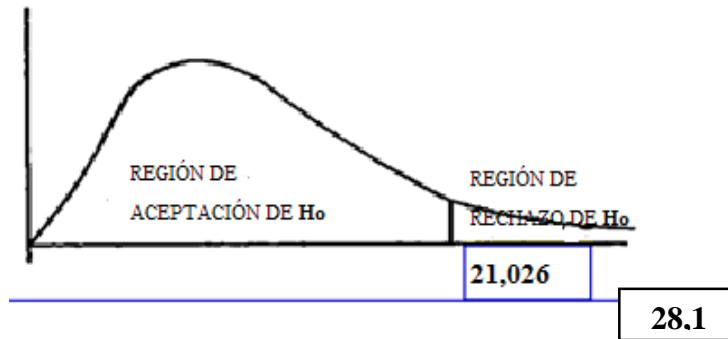 REGIÓN DE
ACEPTACIÓN DE Ho
REGIÓN DE
RECHAZO DE Ho
21,026
28,1